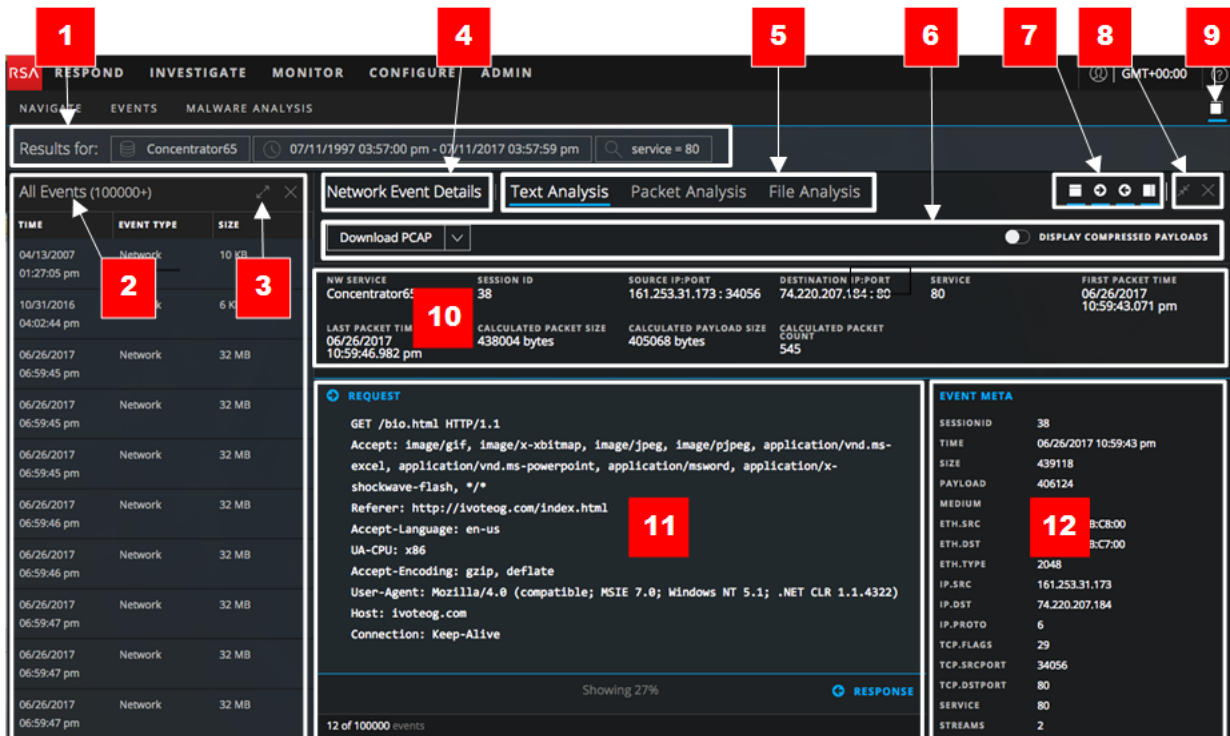 1
4
5
6
7
8
9
RSA RESPOND INVESTIGATE MONITOR CONFIGURE ADMIN
GMT+00:00
NAVIGATE EVENTS MALWARE ANALYSIS
Results for: Concentrator65 07/11/1997 03:57:00 pm - 07/11/2017 03:57:59 pm service = 80
All Events (100000+)
TIME EVENT TYPE SIZE
04/13/2007 Network 10 KB
01:27:05 pm
10/31/2016 6
04:02:44 pm
06/26/2017 Network 32 MB
06:59:45 pm
06/26/2017 Network 32 MB
06:59:45 pm
06/26/2017 Network 32 MB
06:59:45 pm
06/26/2017 Network 32 MB
06:59:46 pm
06/26/2017 Network 32 MB
06:59:46 pm
06/26/2017 Network 32 MB
06:59:47 pm
06/26/2017 Network 32 MB
06:59:47 pm
06/26/2017 Network 32 MB
06:59:47 pm
2
3
Network Event Details Text Analysis Packet Analysis File Analysis
Download PCAP DISPLAY COMPRESSED PAYLOADS
NW SERVICE SESSION ID SOURCE IP:PORT DESTINATION IP:PORT SERVICE FIRST PACKET TIME
Concentrator65 38 161.253.31.173 : 34056 74.220.207.184 : 80 80 06/26/2017
10:59:43.071 pm
10
LAST PACKET TIM CALCULATED PACKET SIZE CALCULATED PAYLOAD SIZE CALCULATED PACKET COUNT
06/26/2017 438004 bytes 405068 bytes 545
10:59:46.982 pm
REQUEST
GET /bio.html HTTP/1.1
Accept: image/gif, image/x-xbitmap, image/jpeg, image/pjpeg, application/vnd.ms-
excel, application/vnd.ms-powerpoint, application/msword, application/x-
shockwave-flash, */*
Referer: http://ivoteog.com/index.html
Accept-Language: en-us
UA-CPU: x86
Accept-Encoding: gzip, deflate
User-Agent: Mozilla/4.0 (compatible; MSIE 7.0; Windows NT 5.1; .NET CLR 1.1.4322)
Host: ivoteog.com
Connection: Keep-Alive
11
Showing 27% RESPONSE
12 of 100000 events
EVENT META
SESSIONID 38
TIME 06/26/2017 10:59:43 pm
SIZE 439118
PAYLOAD 406124
MEDIUM
ETH.SRC B:C8:00
ETH.DST B:C7:00
ETH.TYPE 2048
IP.SRC 161.253.31.173
IP.DST 74.220.207.184
IP.PROTO 6
TCP.FLAGS 29
TCP.SRCPORT 34056
TCP.DSTPORT 80
SERVICE 80
STREAMS 2
12